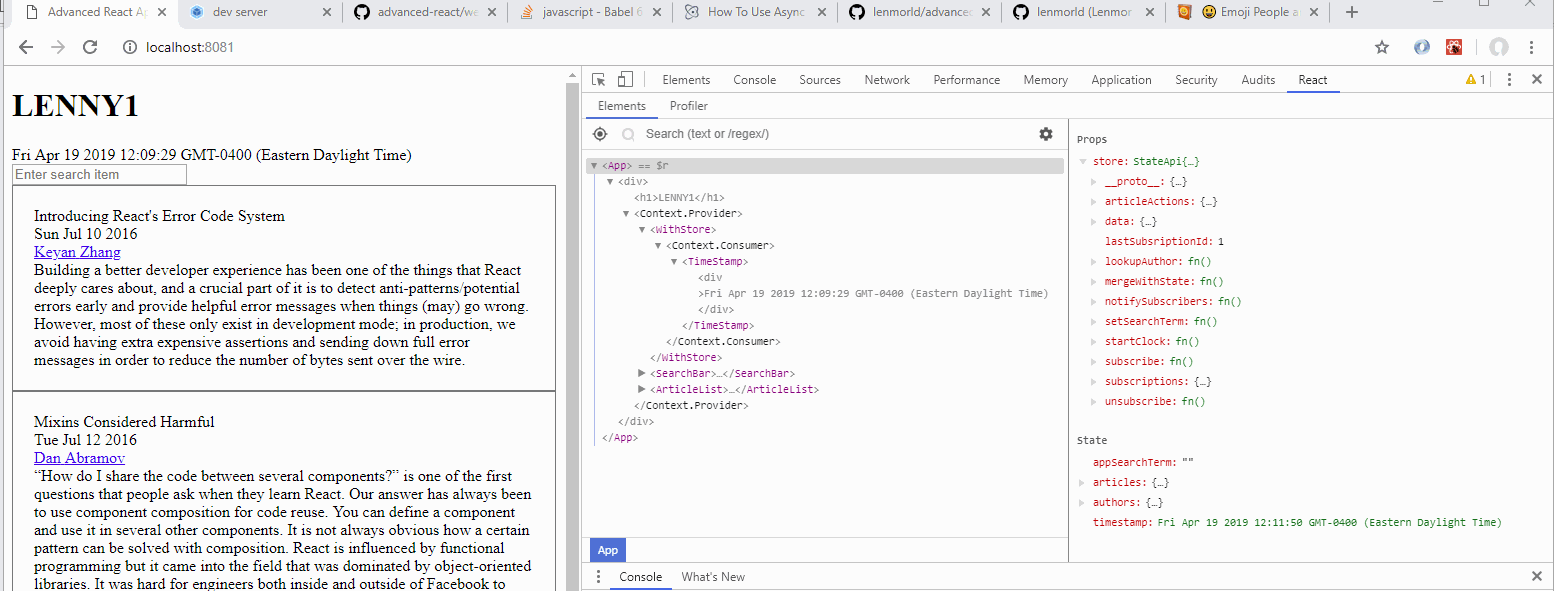 Advanced React Ap
dev server
advanced-react/we
javascript - Babel 6
How To Use Async
lenmorld/advanced
lenmorld (Lenmor
Emoji People a
localhost:8081
LENNY1
Fri Apr 19 2019 12:09:29 GMT-0400 (Eastern Daylight Time)
Enter search item
Introducing React's Error Code System
Sun Jul 10 2016
Keyan Zhang
Building a better developer experience has been one of the things that React
deeply cares about, and a crucial part of it is to detect anti-patterns/potential
errors early and provide helpful error messages when things (may) go wrong.
However, most of these only exist in development mode; in production, we
avoid having extra expensive assertions and sending down full error
messages in order to reduce the number of bytes sent over the wire.
Mixins Considered Harmful
Tue Jul 12 2016
Dan Abramov
“How do I share the code between several components?” is one of the first
questions that people ask when they learn React. Our answer has always been
to use component composition for code reuse. You can define a component
and use it in several other components. It is not always obvious how a certain
pattern can be solved with composition. React is influenced by functional
programming but it came into the field that was dominated by object-oriented
libraries. It was hard for engineers both inside and outside of Facebook to
Elements Console Sources Network Performance Memory Application Security Audits React 1
Elements Profiler
Search (text or /regex/)
<App> == $r
<div>
<h1>LENNY1</h1>
<Context.Provider>
<WithStore>
<Context.Consumer>
<TimeStamp>
<div
>Fri Apr 19 2019 12:09:29 GMT-0400 (Eastern Daylight Time)
</div>
</TimeStamp>
</Context.Consumer>
</WithStore>
<SearchBar>…</SearchBar>
<ArticleList>…</ArticleList>
</Context.Provider>
</div>
</App>
App
Props
store: StateApi{…}
__proto__: {…}
articleActions: {…}
data: {…}
lastSubsriptionId: 1
lookupAuthor: fn()
mergeWithState: fn()
notifySubscribers: fn()
setSearchTerm: fn()
startClock: fn()
subscribe: fn()
subscriptions: {…}
unsubscribe: fn()
State
appSearchTerm: ""
articles: {…}
authors: {…}
timestamp: Fri Apr 19 2019 12:11:50 GMT-0400 (Eastern Daylight Time)
Console What's New